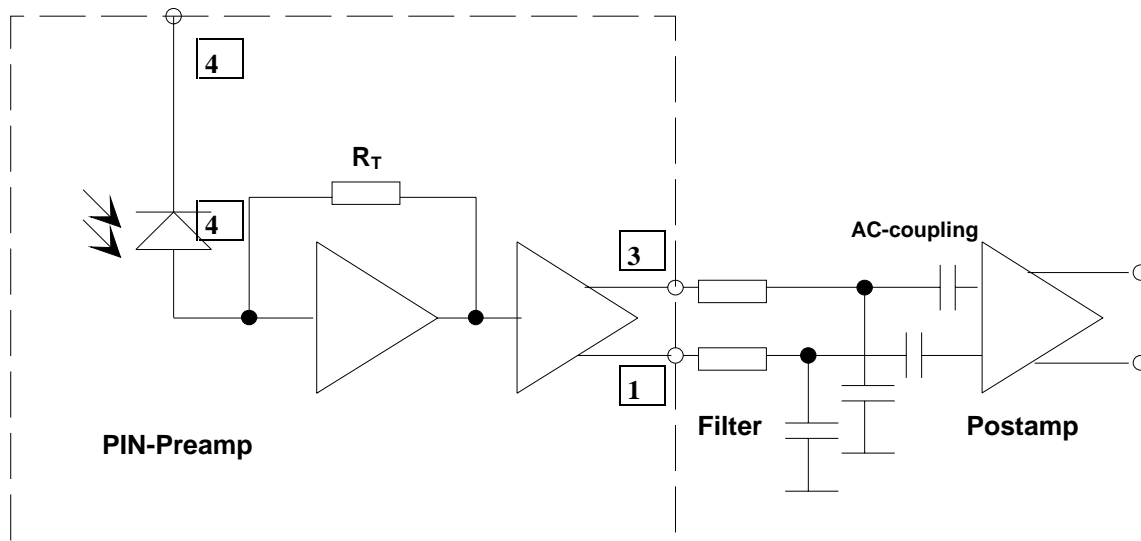 4
R_T
4
AC-coupling
3
1
Filter
Postamp
PIN-Preamp